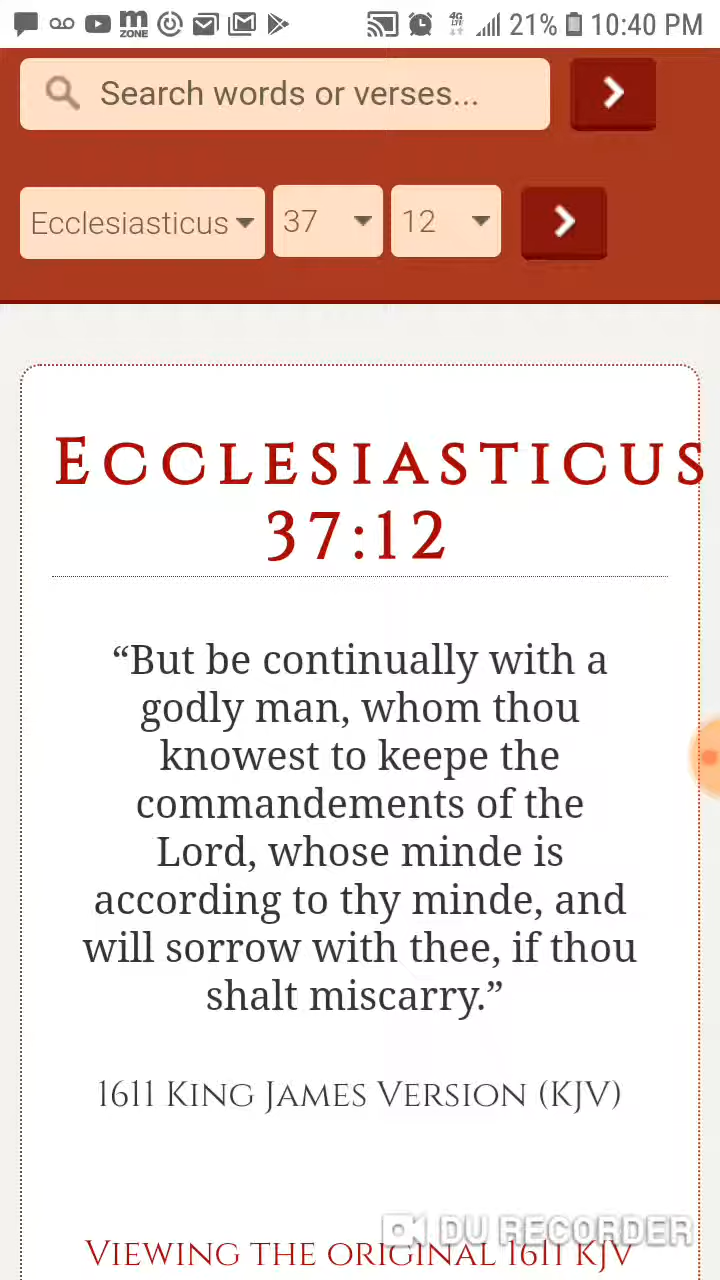 m ZONE 4G LTE 21% 10:40 PM
Search words or verses...
Ecclesiasticus 37 12
Ecclesiasticus
37:12
“But be continually with a
godly man, whom thou
knowest to keepe the
commandements of the
Lord, whose minde is
according to thy minde, and
will sorrow with thee, if thou
shalt miscarry.”
1611 King James Version (KJV)
DU RECORDER
Viewing the original 1611 KJV